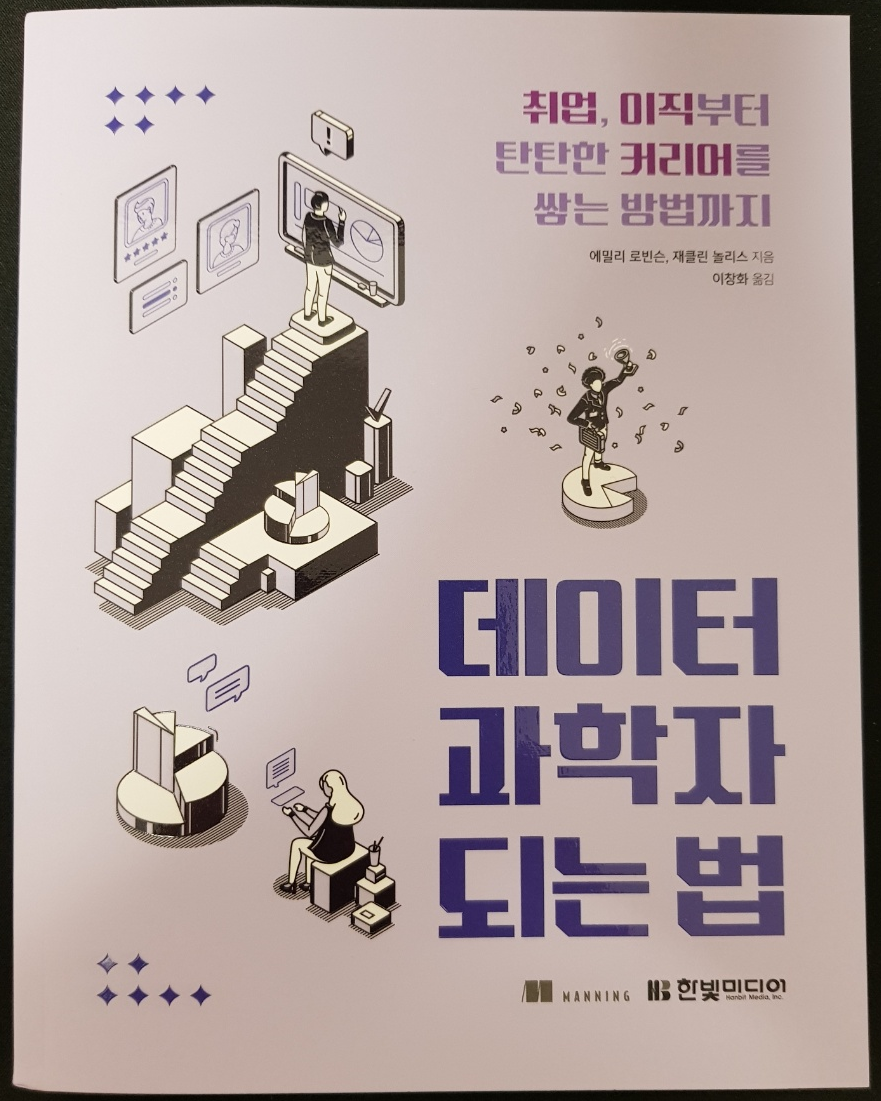 취업, 이직부터
탄탄한 커리어를
쌓는 방법까지
에밀리 로빈슨, 재클린 놀리스 지음
이창화 옮김
!
데이터
과학자
되는 법
MANNING
한빛미디어
Hanbit Media, Inc.